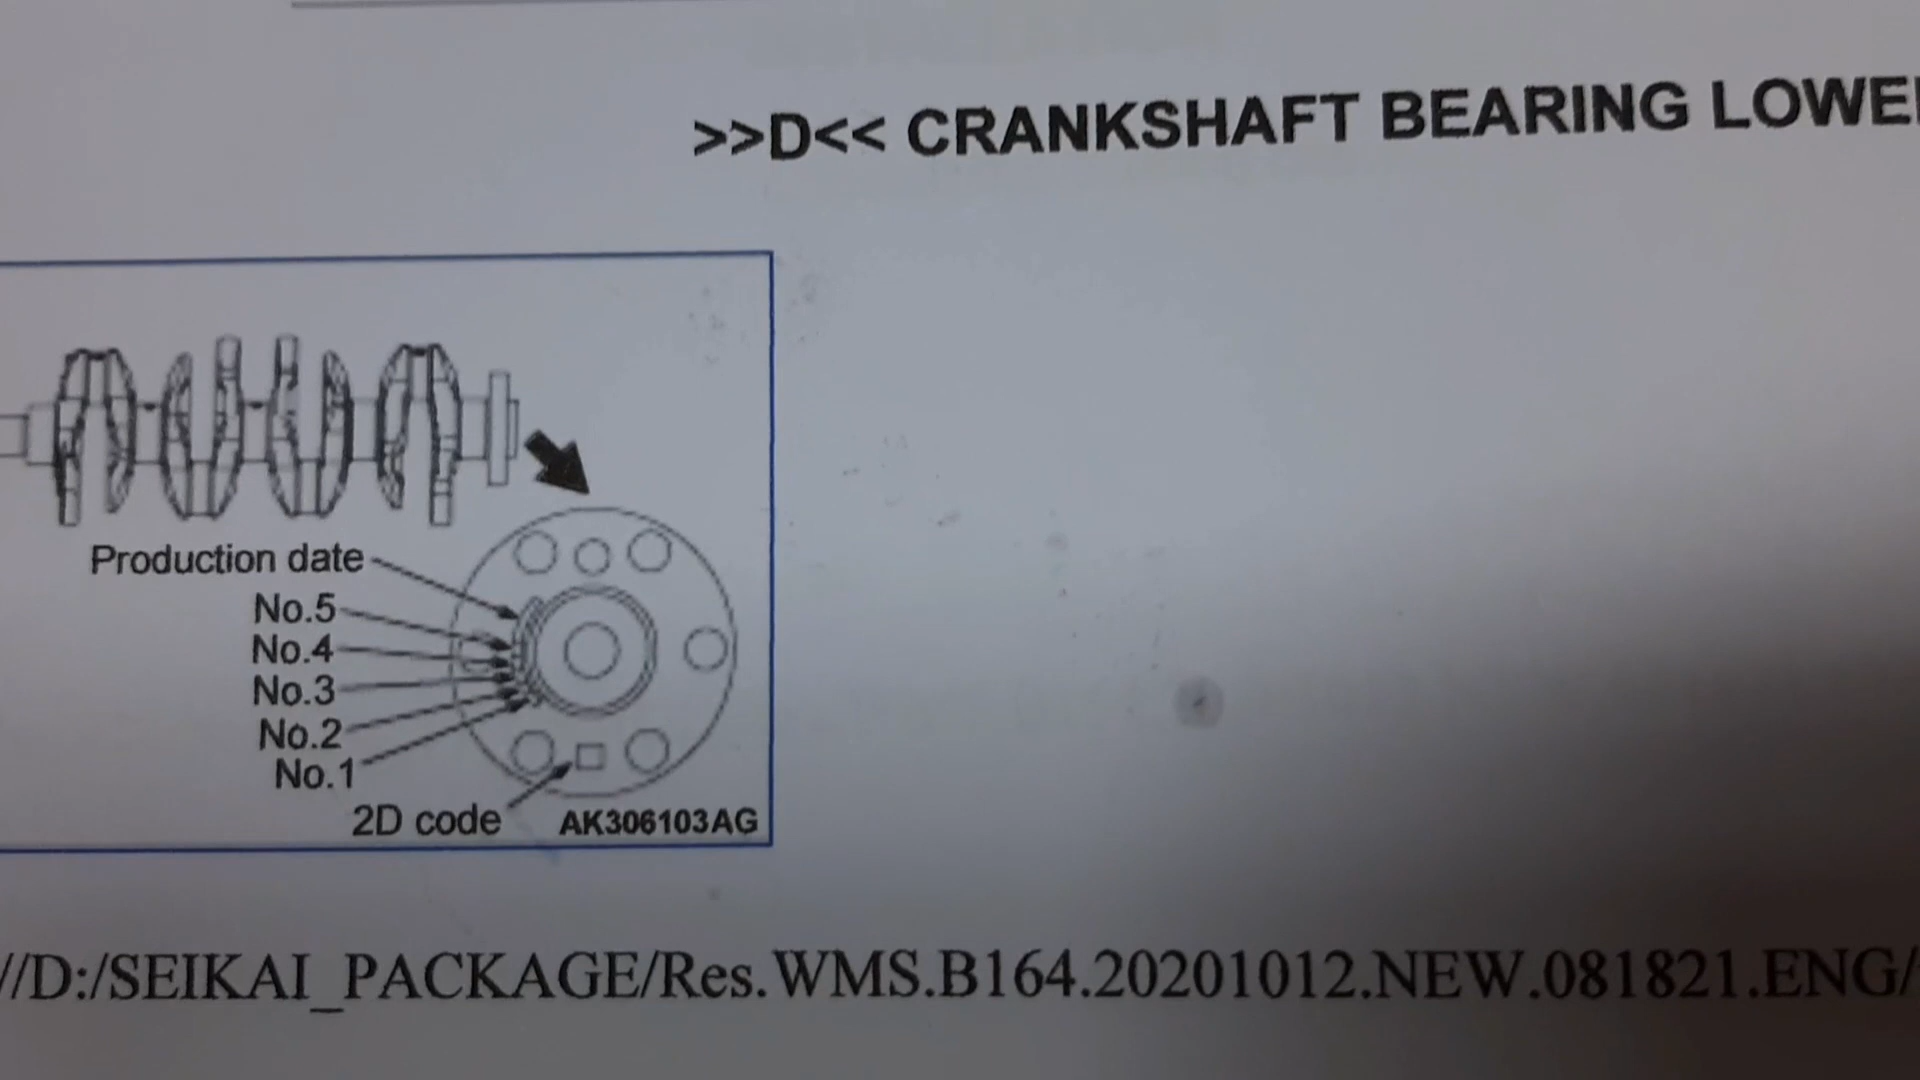 >>D<< CRANKSHAFT BEARING LOWER
Production date
No.5
No.4
No.3
No.2
No.1
2D code
AK306103AG
//D:/SEIKAI_PACKAGE/Res.WMS.B164.20201012.NEW.081821.ENG/